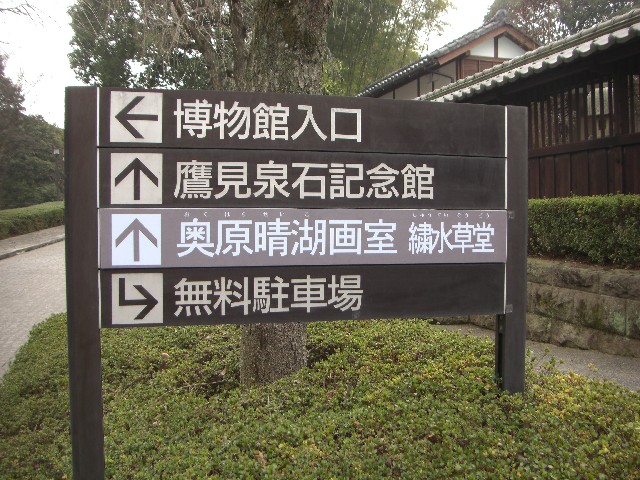 博物館入口
鷹見泉石記念館
奥原晴湖画室 繍水草堂
無料駐車場